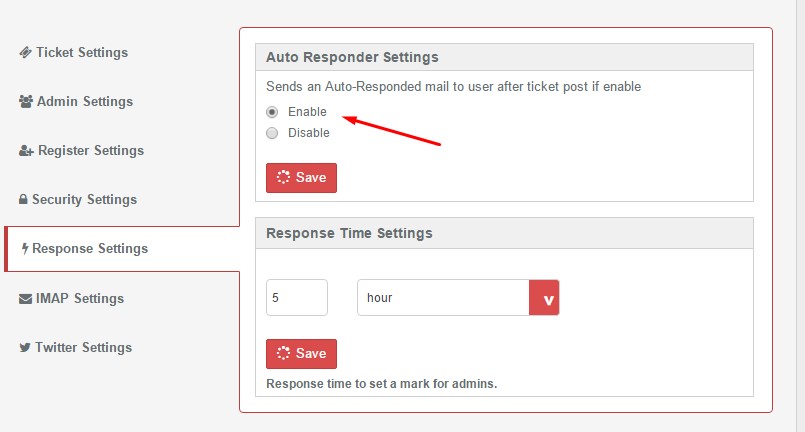 Ticket Settings
Admin Settings
Register Settings
Security Settings
Response Settings
IMAP Settings
Twitter Settings
Auto Responder Settings
Sends an Auto-Responded mail to user after ticket post if enable
Enable
Disable
Save
Response Time Settings
5 hour v
Save
Response time to set a mark for admins.